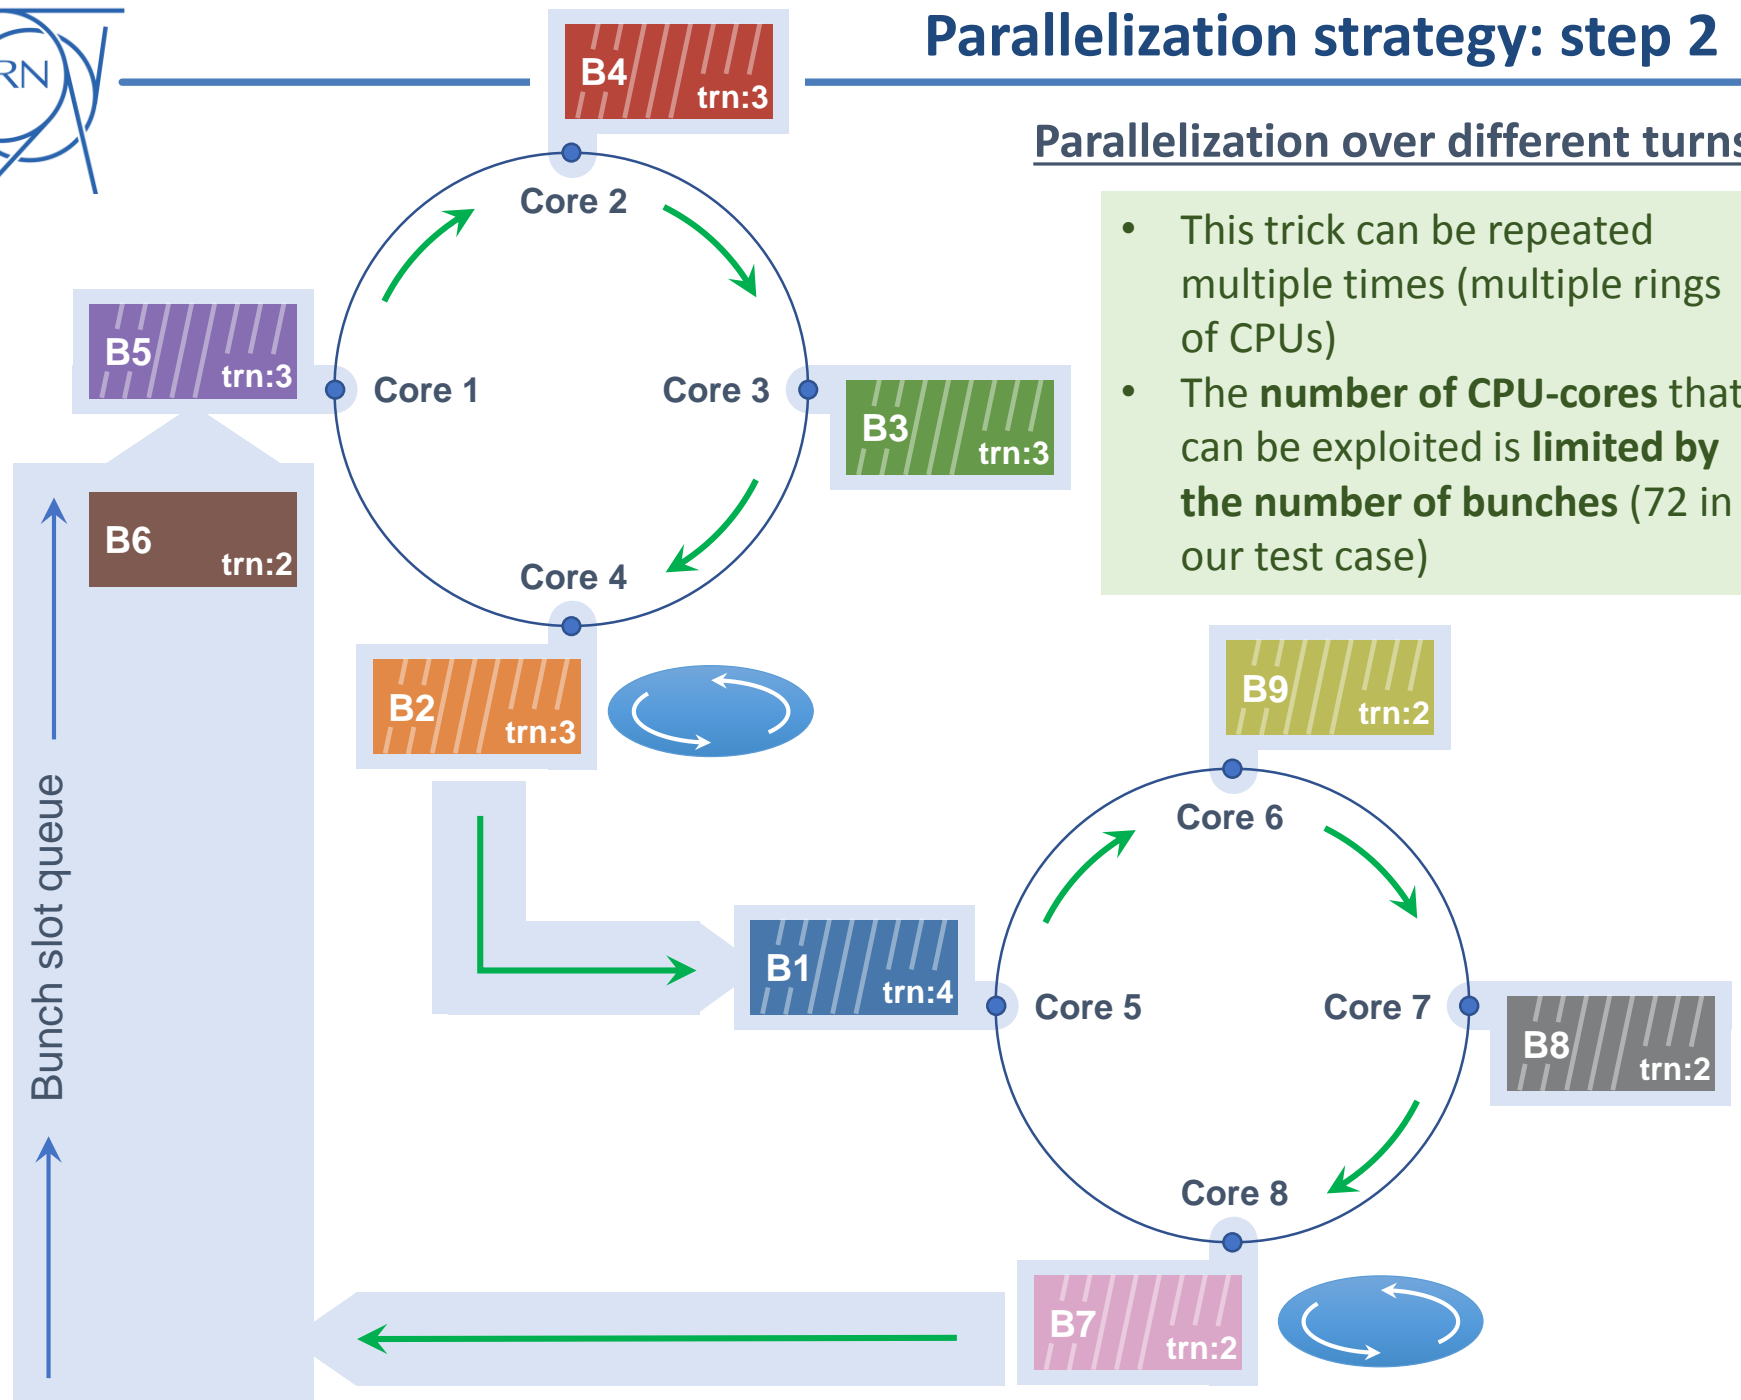 Parallelization strategy: step 2
RN
Parallelization over different turns
• This trick can be repeated
multiple times (multiple rings
of CPUs)
• The number of CPU-cores that
can be exploited is limited by
the number of bunches (72 in
our test case)
B4
trn:3
Core 2
B5
trn:3
Core 1
Core 3
B3
trn:3
B6
trn:2
Core 4
B2
trn:3
B9
trn:2
Core 6
Bunch slot queue
B1
trn:4
Core 5
Core 7
B8
trn:2
Core 8
B7
trn:2